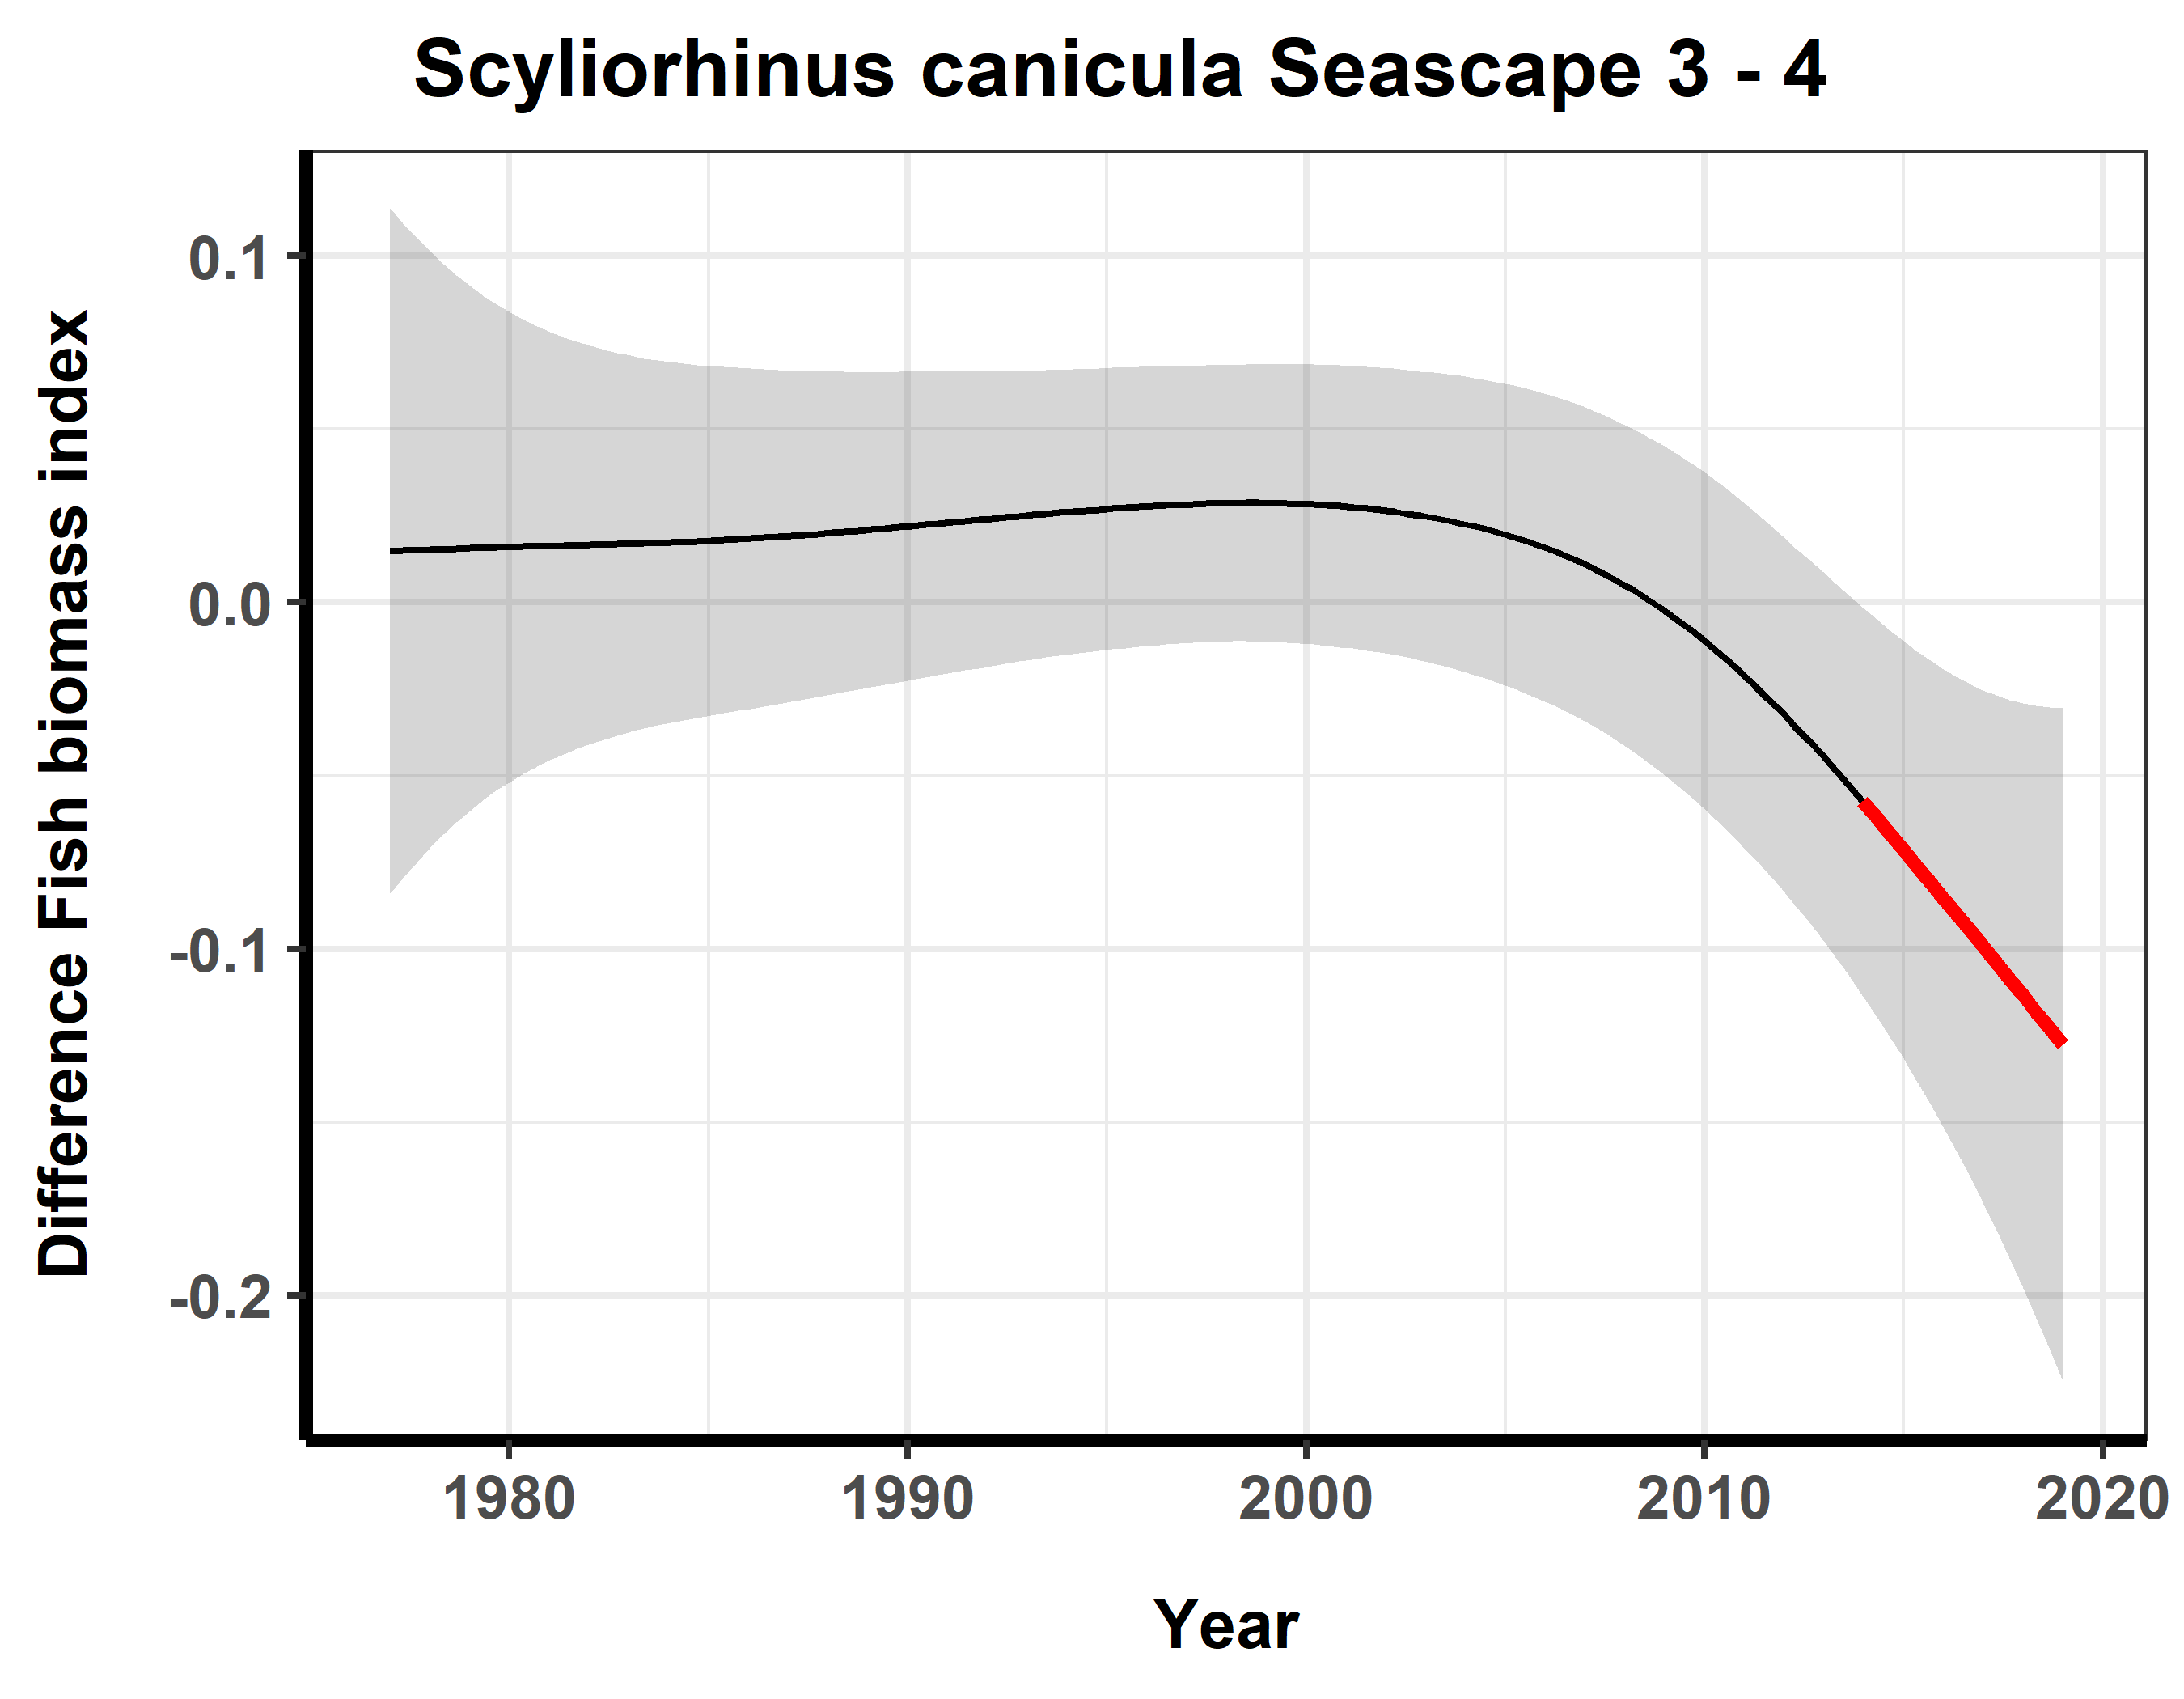 Scyliorhinus canicula Seascape 3 - 4
Difference Fish biomass index
0.1
0.0
-0.1
-0.2
1980 1990 2000 2010 2020
Year